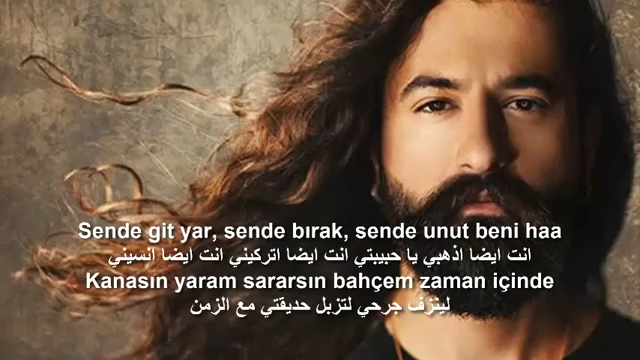 Sende git yar, sende bırak, sende unut beni haa
انت ايضا اذهبي يا حبيبتي انت ايضا اتركيني انت ايضا انسيني
Kanasın yaram sararsın bahçem zaman içinde
لينزف جرحي لتزبل حديقتي مع الزمن